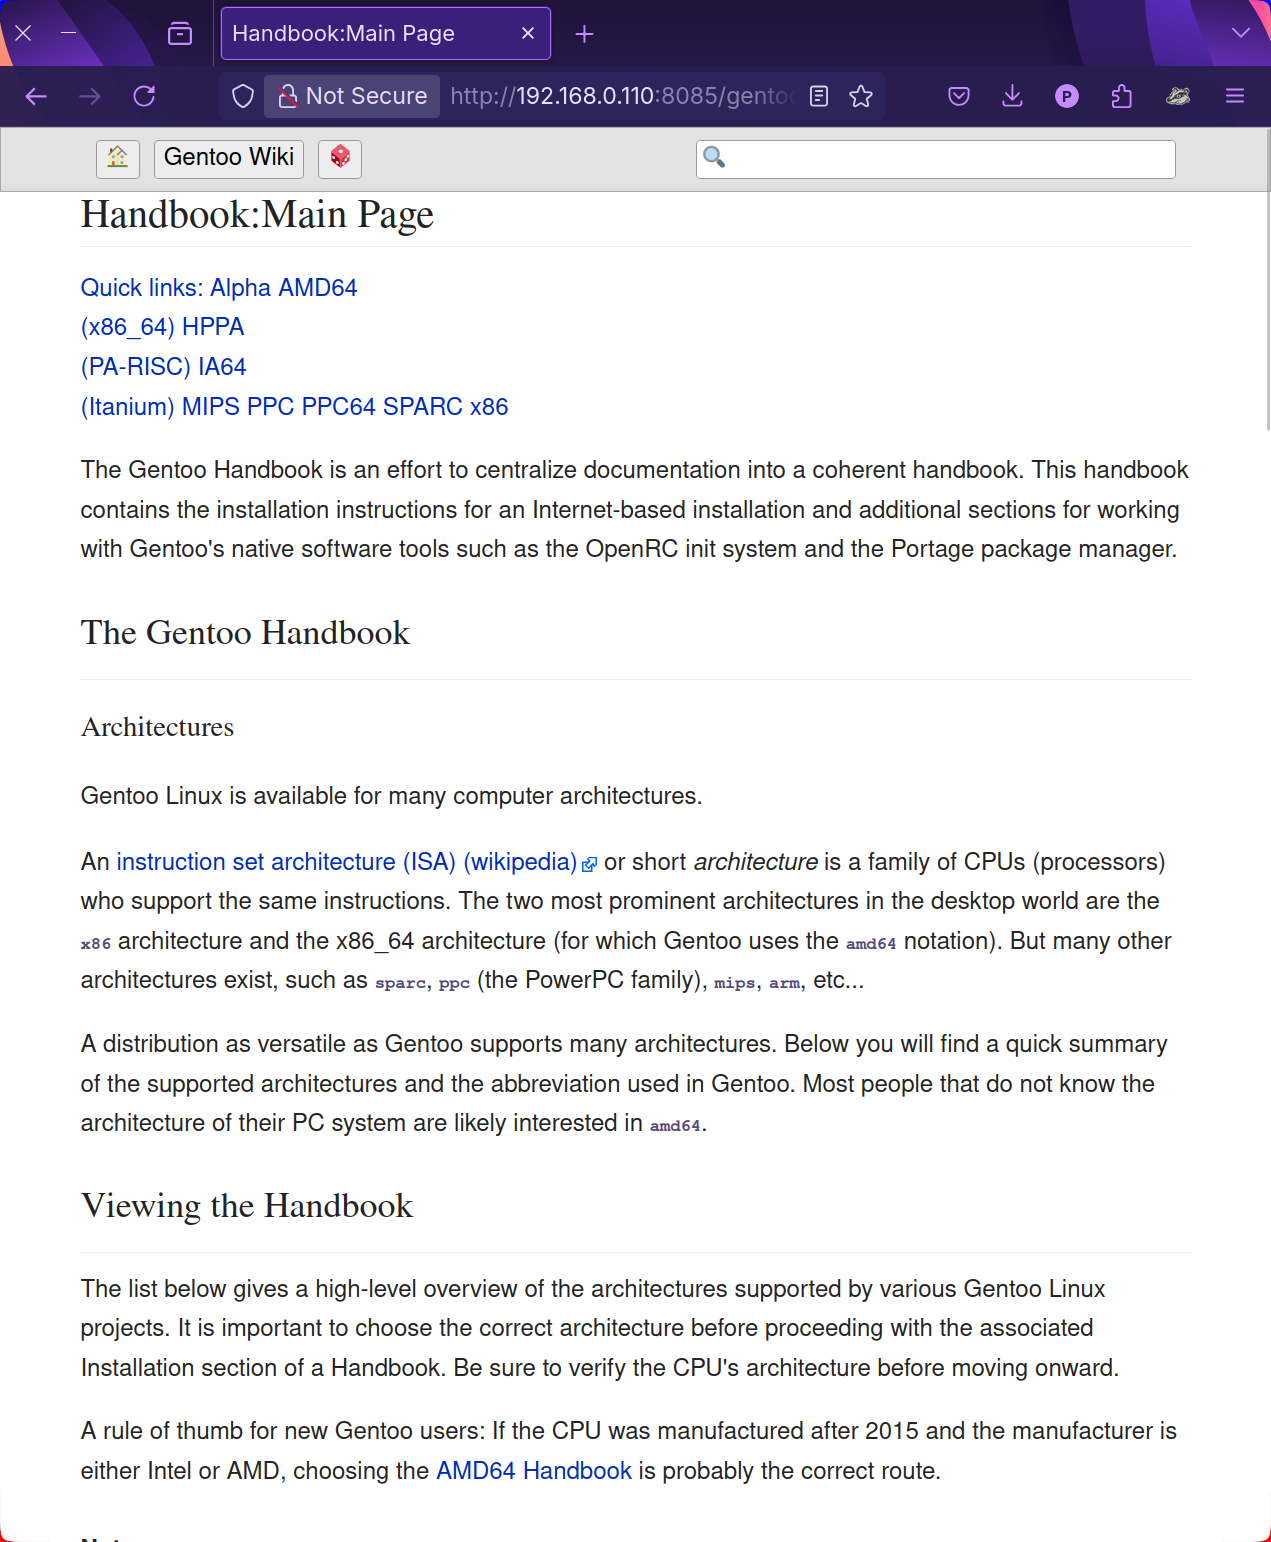 Handbook:Main Page
Not Secure http://192.168.0.110:8085/gentoo
P
Gentoo Wiki
Handbook:Main Page
Quick links: Alpha AMD64
(x86_64) HPPA
(PA-RISC) IA64
(Itanium) MIPS PPC PPC64 SPARC x86
The Gentoo Handbook is an effort to centralize documentation into a coherent handbook. This handbook
contains the installation instructions for an Internet-based installation and additional sections for working
with Gentoo's native software tools such as the OpenRC init system and the Portage package manager.
The Gentoo Handbook
Architectures
Gentoo Linux is available for many computer architectures.
An instruction set architecture (ISA) (wikipedia) or short architecture is a family of CPUs (processors)
who support the same instructions. The two most prominent architectures in the desktop world are the
x86 architecture and the x86_64 architecture (for which Gentoo uses the amd64 notation). But many other
architectures exist, such as sparc, ppc (the PowerPC family), mips, arm, etc...
A distribution as versatile as Gentoo supports many architectures. Below you will find a quick summary
of the supported architectures and the abbreviation used in Gentoo. Most people that do not know the
architecture of their PC system are likely interested in amd64.
Viewing the Handbook
The list below gives a high-level overview of the architectures supported by various Gentoo Linux
projects. It is important to choose the correct architecture before proceeding with the associated
Installation section of a Handbook. Be sure to verify the CPU's architecture before moving onward.
A rule of thumb for new Gentoo users: If the CPU was manufactured after 2015 and the manufacturer is
either Intel or AMD, choosing the AMD64 Handbook is probably the correct route.